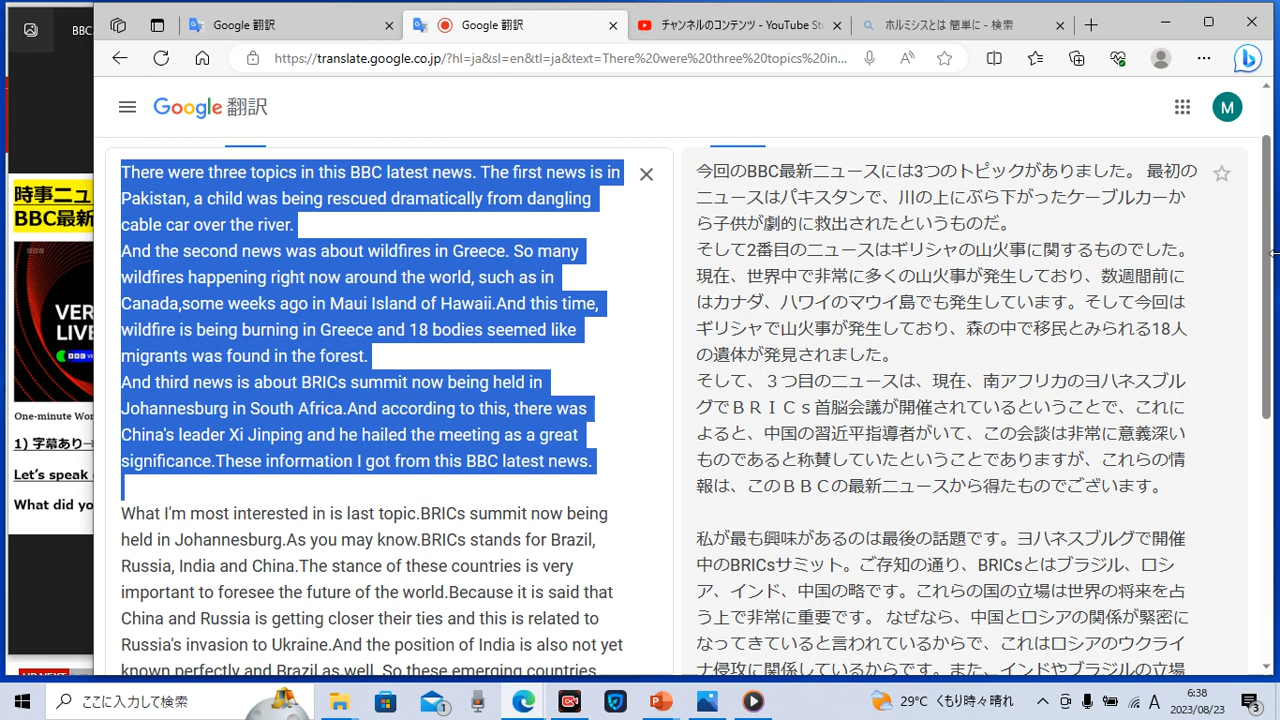 BBC
Google 翻訳
Google 翻訳
チャンネルのコンテンツ - YouTube St
ホルミシスとは 簡単に - 検索
https://translate.google.co.jp/?hl=ja&sl=en&tl=ja&text=There%20were%20three%20topics%20in...
Google 翻訳
M
There were three topics in this BBC latest news. The first news is in
Pakistan, a child was being rescued dramatically from dangling
cable car over the river.
And the second news was about wildfires in Greece. So many
wildfires happening right now around the world, such as in
Canada,some weeks ago in Maui Island of Hawaii.And this time,
wildfire is being burning in Greece and 18 bodies seemed like
migrants was found in the forest.
And third news is about BRICs summit now being held in
Johannesburg in South Africa.And according to this, there was
China's leader Xi Jinping and he hailed the meeting as a great
significance.These information I got from this BBC latest news.
What I'm most interested in is last topic.BRICs summit now being
held in Johannesburg.As you may know.BRICs stands for Brazil,
Russia, India and China.The stance of these countries is very
important to foresee the future of the world.Because it is said that
China and Russia is getting closer their ties and this is related to
Russia's invasion to Ukraine.And the position of India is also not yet
known perfectly and Brazil as well. So these emerging countries
今回のBBC最新ニュースには3つのトピックがありました。 最初の
ニュースはパキスタンで、川の上にぶら下がったケーブルカーか
ら子供が劇的に救出されたというものだ。
そして2番目のニュースはギリシャの山火事に関するものでした。
現在、世界中で非常に多くの山火事が発生しており、数週間前に
はカナダ、ハワイのマウイ島でも発生しています。そして今回は
ギリシャで山火事が発生しており、森の中で移民とみられる18人
の遺体が発見されました。
そして、３つ目のニュースは、現在、南アフリカのヨハネスブル
グでＢＲＩＣｓ首脳会議が開催されているということで、これに
よると、中国の習近平指導者がいて、この会談は非常に意義深い
ものであると称賛していたということでありますが、これらの情
報は、このＢＢＣの最新ニュースから得たものでございます。
私が最も興味があるのは最後の話題です。ヨハネスブルグで開催
中のBRICsサミット。ご存知の通り、BRICsとはブラジル、ロシ
ア、インド、中国の略です。これらの国の立場は世界の将来を占
う上で非常に重要です。 なぜなら、中国とロシアの関係が緊密に
なってきていると言われているからで、これはロシアのウクライ
ナ侵攻に関係しているからです。また、インドやブラジルの立場
時事ニュ
BBC最新
VER
LIVE
One-minute Wor
1) 字幕あり→
Let's speak
What did you
ここに入力して検索
1
29°C くもり時々晴れ
A
6:38
2023/08/23
3